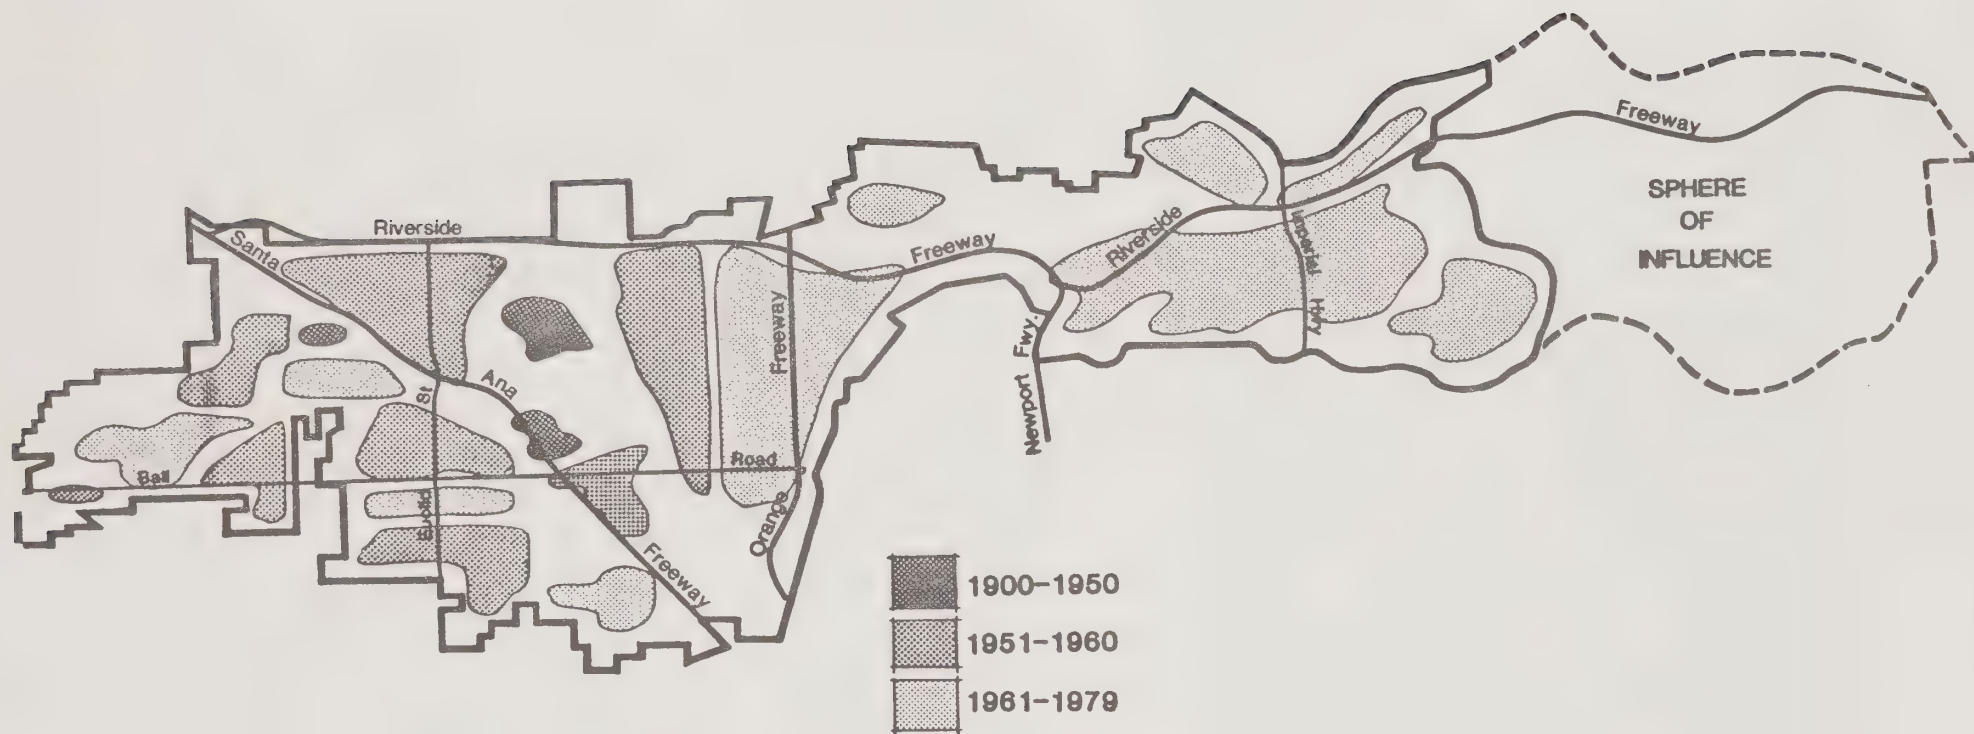 Riverside
Santa
Ana
Freeway
Euclid
St
Ball
Road
Freeway
Orange
Freeway
Riverside
Newport Fwy.
Imperial Hwy
Freeway
SPHERE
OF
INFLUENCE
1900-1950
1951-1960
1961-1979